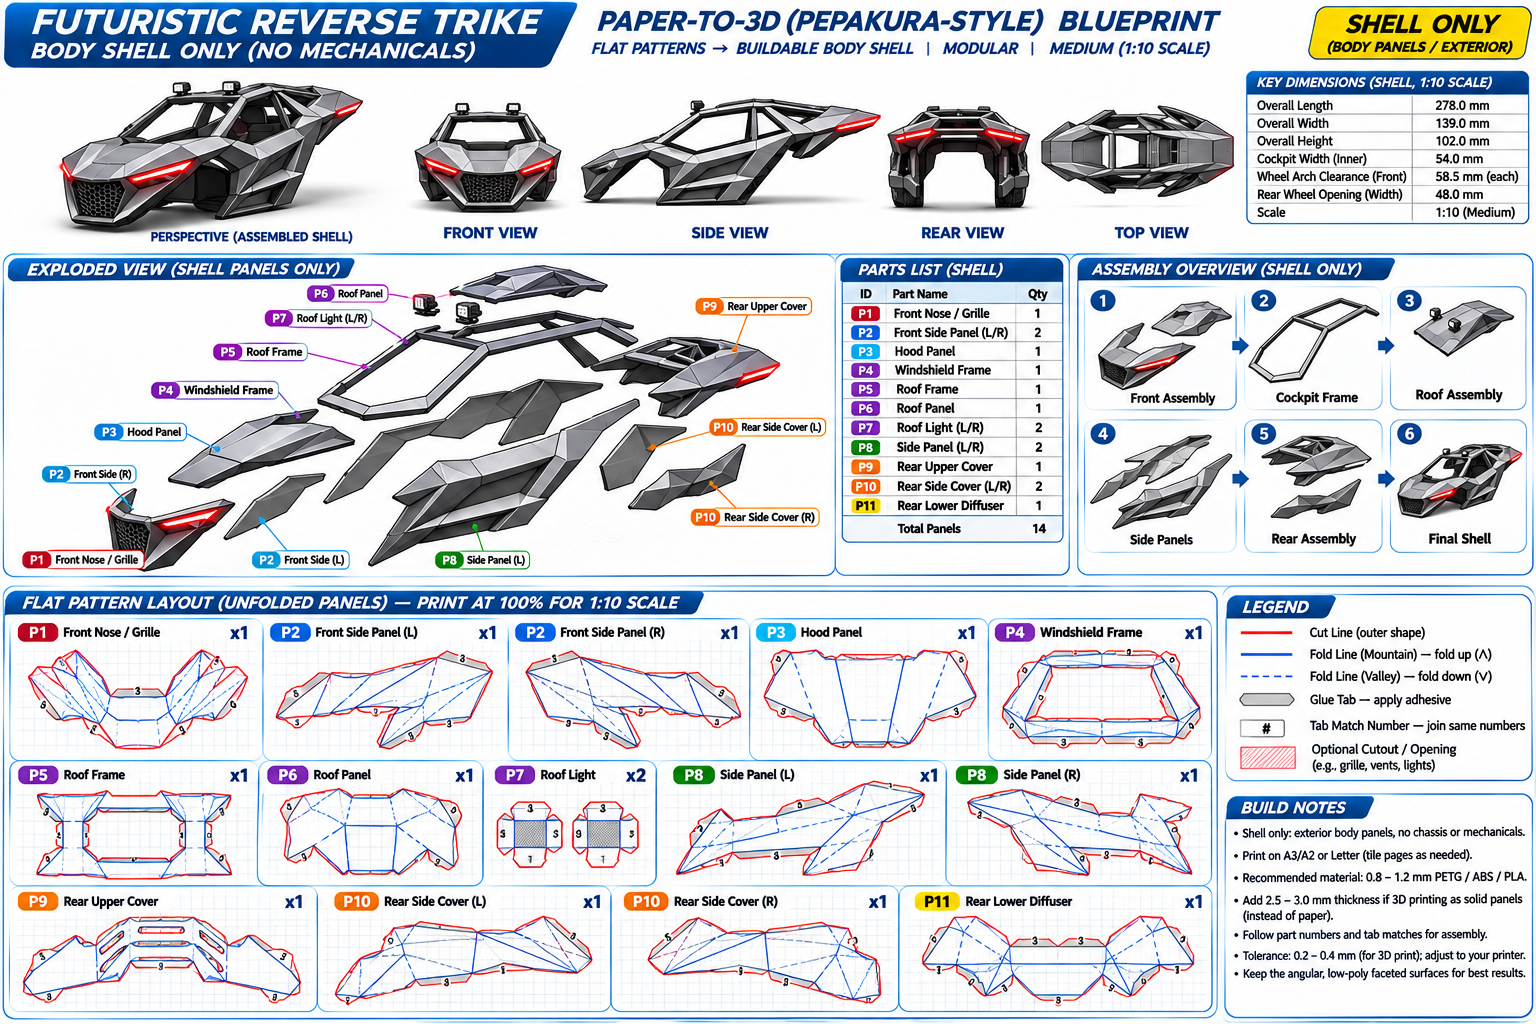 FUTURISTIC REVERSE TRIKE
BODY SHELL ONLY (NO MECHANICALS)
PAPER-TO-3D (PEPAKURA-STYLE) BLUEPRINT
FLAT PATTERNS → BUILDABLE BODY SHELL | MODULAR | MEDIUM (1:10 SCALE)
SHELL ONLY
(BODY PANELS / EXTERIOR)
PERSPECTIVE (ASSEMBLED SHELL)
FRONT VIEW
SIDE VIEW
REAR VIEW
TOP VIEW
KEY DIMENSIONS (SHELL, 1:10 SCALE)
Overall Length 278.0 mm
Overall Width 139.0 mm
Overall Height 102.0 mm
Cockpit Width (Inner) 54.0 mm
Wheel Arch Clearance (Front) 58.5 mm (each)
Rear Wheel Opening (Width) 48.0 mm
Scale 1:10 (Medium)
EXPLODED VIEW (SHELL PANELS ONLY)
P6 Roof Panel
P7 Roof Light (L/R)
P5 Roof Frame
P4 Windshield Frame
P3 Hood Panel
P2 Front Side (R)
P1 Front Nose / Grille
P2 Front Side (L)
P8 Side Panel (L)
P9 Rear Upper Cover
P10 Rear Side Cover (L)
P10 Rear Side Cover (R)
PARTS LIST (SHELL)
ID Part Name Qty
P1 Front Nose / Grille 1
P2 Front Side Panel (L/R) 2
P3 Hood Panel 1
P4 Windshield Frame 1
P5 Roof Frame 1
P6 Roof Panel 1
P7 Roof Light (L/R) 2
P8 Side Panel (L/R) 2
P9 Rear Upper Cover 1
P10 Rear Side Cover (L/R) 2
P11 Rear Lower Diffuser 1
Total Panels 14
ASSEMBLY OVERVIEW (SHELL ONLY)
1 Front Assembly
2 Cockpit Frame
3 Roof Assembly
4 Side Panels
5 Rear Assembly
6 Final Shell
FLAT PATTERN LAYOUT (UNFOLDED PANELS) — PRINT AT 100% FOR 1:10 SCALE
P1 Front Nose / Grille x1
P2 Front Side Panel (L) x1
P2 Front Side Panel (R) x1
P3 Hood Panel x1
P4 Windshield Frame x1
P5 Roof Frame x1
P6 Roof Panel x1
P7 Roof Light x2
P8 Side Panel (L) x1
P8 Side Panel (R) x1
P9 Rear Upper Cover x1
P10 Rear Side Cover (L) x1
P10 Rear Side Cover (R) x1
P11 Rear Lower Diffuser x1
LEGEND
Cut Line (outer shape)
Fold Line (Mountain) — fold up (∧)
Fold Line (Valley) — fold down (∨)
Glue Tab — apply adhesive
# Tab Match Number — join same numbers
Optional Cutout / Opening
(e.g., grille, vents, lights)
BUILD NOTES
• Shell only: exterior body panels, no chassis or mechanicals.
• Print on A3/A2 or Letter (tile pages as needed).
• Recommended material: 0.8 – 1.2 mm PETG / ABS / PLA.
• Add 2.5 – 3.0 mm thickness if 3D printing as solid panels
(instead of paper).
• Follow part numbers and tab matches for assembly.
• Tolerance: 0.2 – 0.4 mm (for 3D print); adjust to your printer.
• Keep the angular, low-poly faceted surfaces for best results.